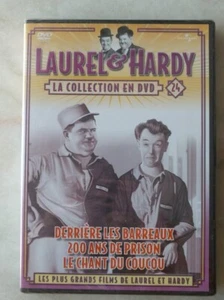 LAUREL & HARDY
LA COLLECTION EN DVD
24
DERRIÈRE LES BARREAUX
200 ANS DE PRISON
LE CHANT DU COUCOU
LES PLUS GRANDS FILMS DE LAUREL ET HARDY